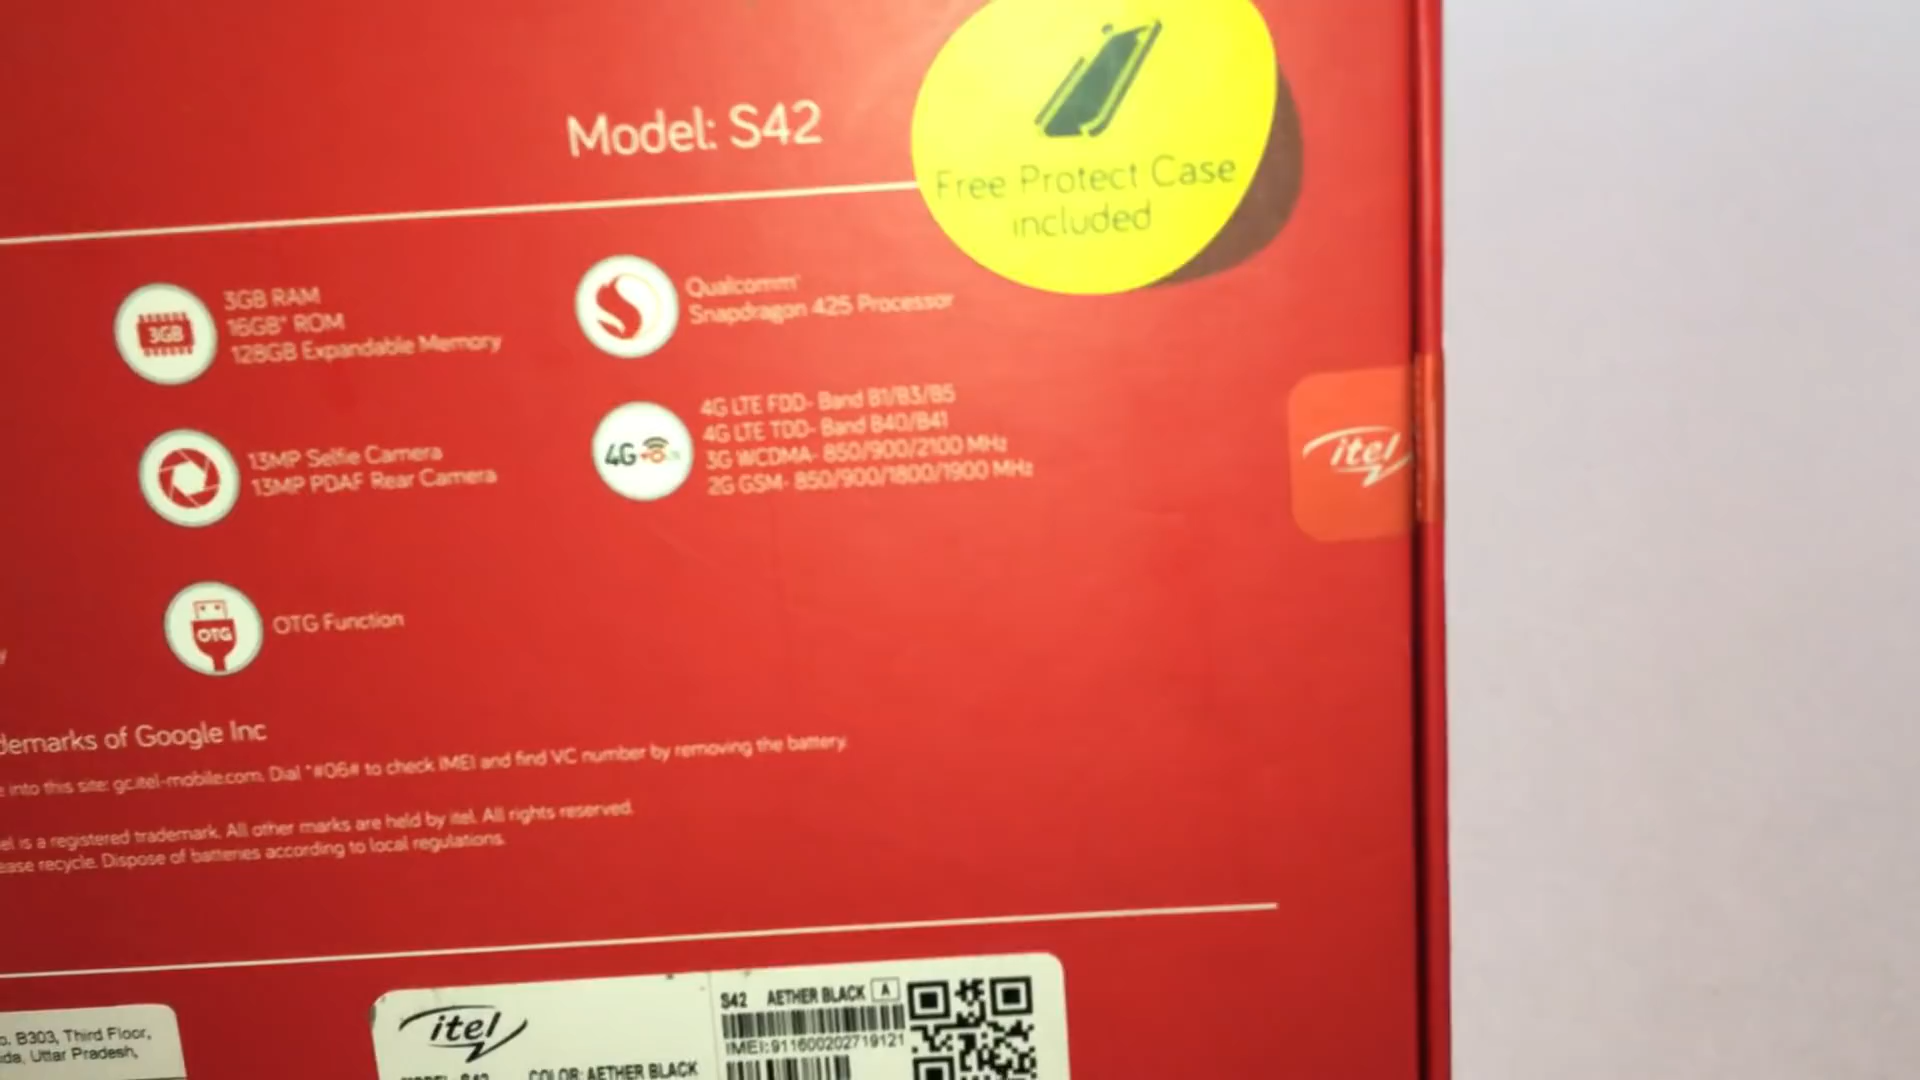 Model: S42
Free Protect Case
included
3GB
3GB RAM
16GB* ROM
128GB Expandable Memory
Qualcomm
Snapdragon 425 Processor
13MP Selfie Camera
13MP PDAF Rear Camera
4G
4G LTE FDD- Band B1/B3/B5
4G LTE TDD- Band B40/B41
3G WCDMA- 850/900/2100 MHz
2G GSM- 850/900/1800/1900 MHz
itel
OTG
OTG Function
demarks of Google Inc
into this site: gc.itel-mobile.com. Dial *#06# to check IMEI and find VC number by removing the battery.
el is a registered trademark. All other marks are held by itel. All rights reserved.
ease recycle. Dispose of batteries according to local regulations.
o. B303, Third Floor,
ida, Uttar Pradesh,
itel
S42 AETHER BLACK A
IMEI:911600202719121
MODEL: S42 COLOR: AETHER BLACK